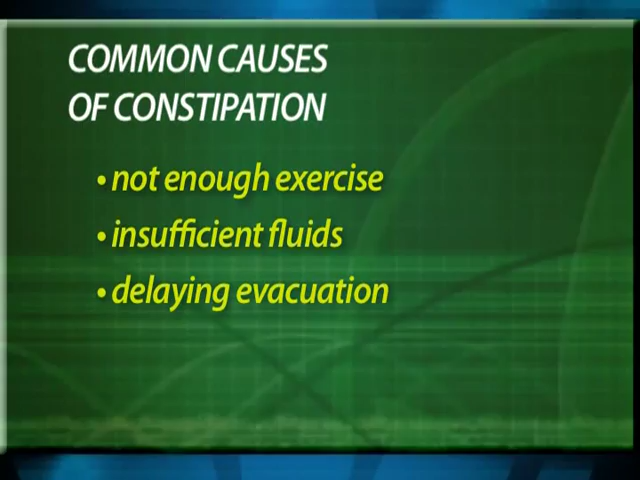 COMMON CAUSES
OF CONSTIPATION
• not enough exercise
• insufficient fluids
• delaying evacuation